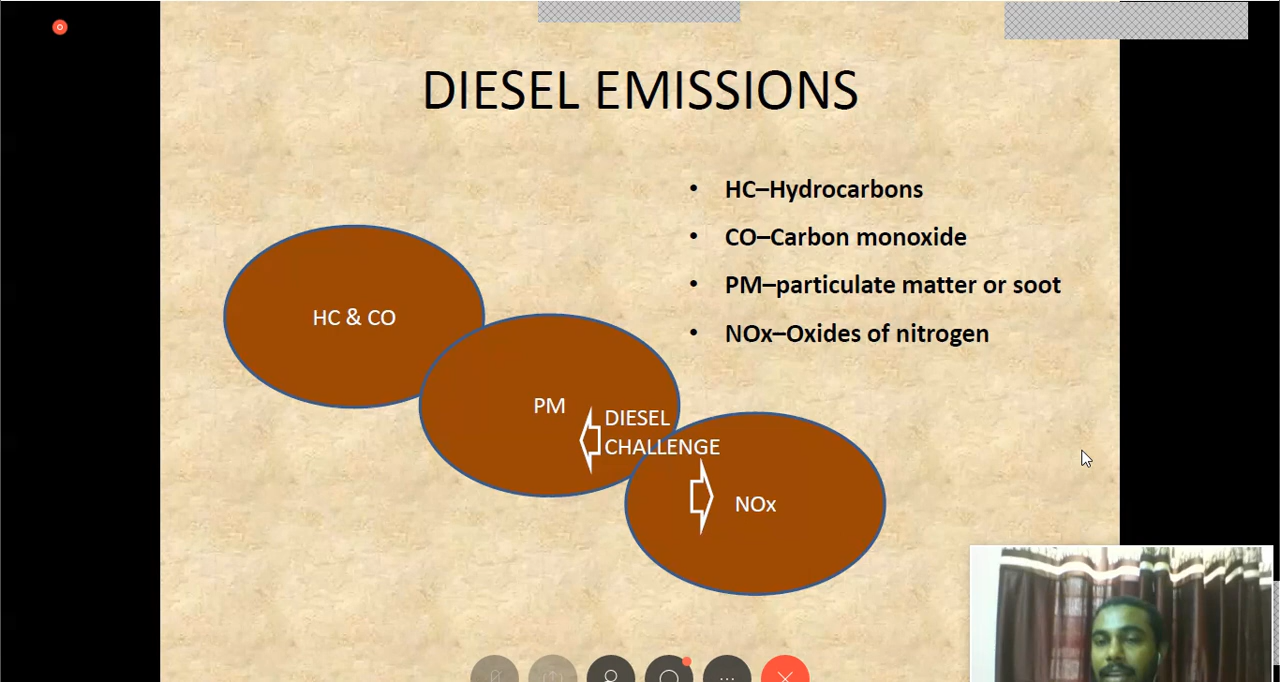 DIESEL EMISSIONS
• HC–Hydrocarbons
• CO–Carbon monoxide
• PM–particulate matter or soot
• NOx–Oxides of nitrogen
HC & CO
PM
DIESEL
CHALLENGE
NOx